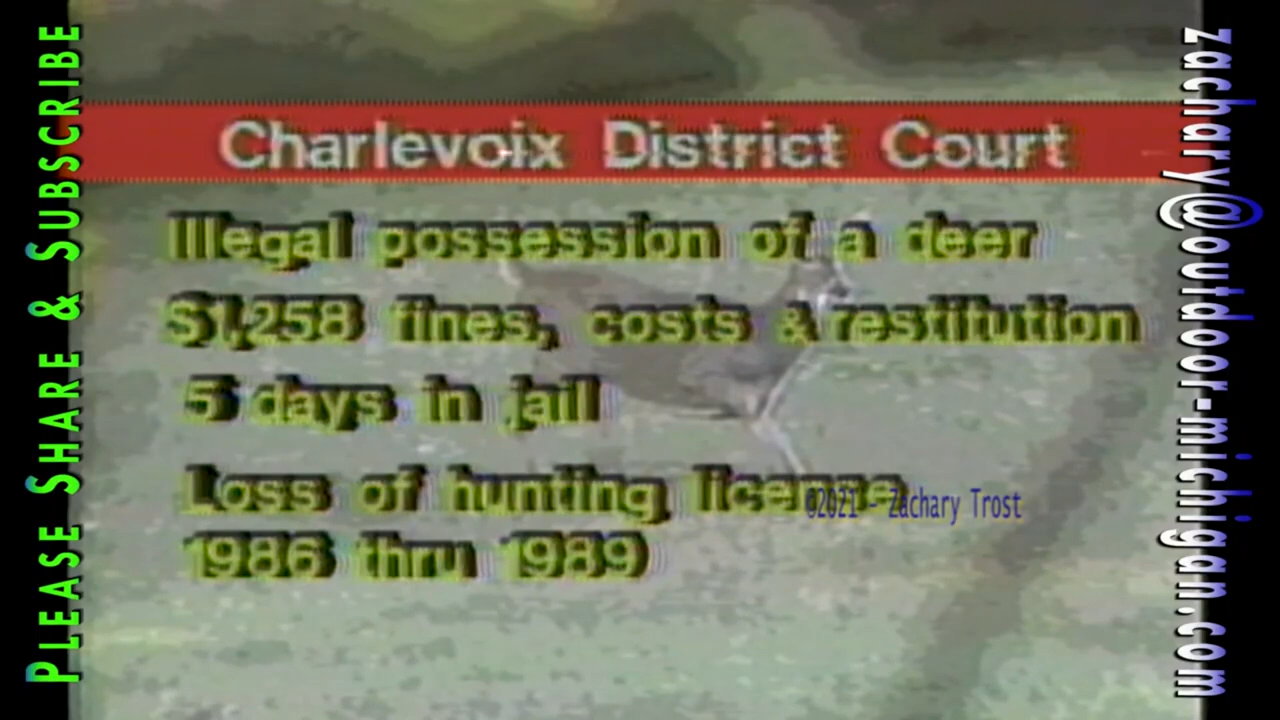 PLEASE SHARE & SUBSCRIBE
Charlevoix District Court
Illegal possession of a deer
$1,258 fines, costs & restitution
5 days in jail
Loss of hunting license
1986 thru 1989
©2021 - Zachary Trost
zachary@outdoor-michigan.com